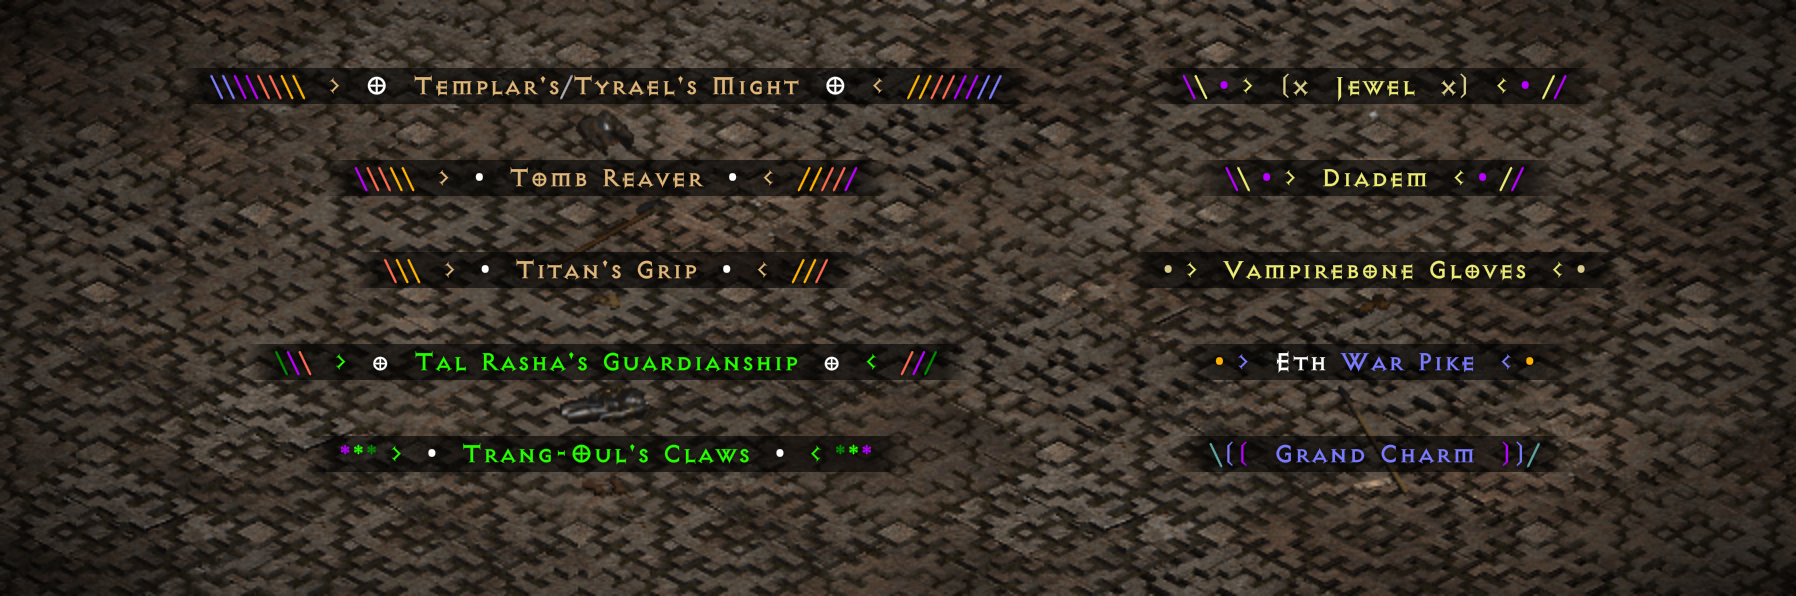 \\\\\\\\ > ⊕ Templar's/Tyrael's Might ⊕ < ////////
\\\\\ > • Tomb Reaver • < /////
\\\ > • Titan's Grip • < ///
\\\ > ⊕ Tal Rasha's Guardianship ⊕ < ///
*** > • Trang-Oul's Claws • < ***
\\ • > (x Jewel x) < • //
\\ • > Diadem < • //
• > Vampirebone Gloves < •
• > Eth War Pike < •
\(( Grand Charm ))/